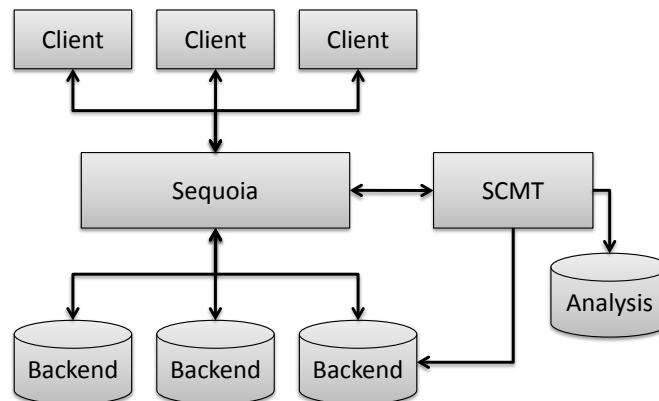 Client
Client
Client
Sequoia
SCMT
Analysis
Backend
Backend
Backend